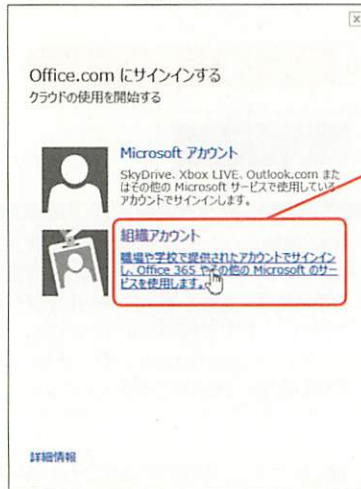 Office.com にサインインする
クラウドの使用を開始する
Microsoft アカウント
SkyDrive、Xbox LIVE、Outlook.com また
はその他の Microsoft サービスで使用している
アカウントでサインインします。
組織アカウント
職場や学校で提供されたアカウントでサインイン
し、Office 365 やその他の Microsoft のサー
ビスを使用します。
詳細情報